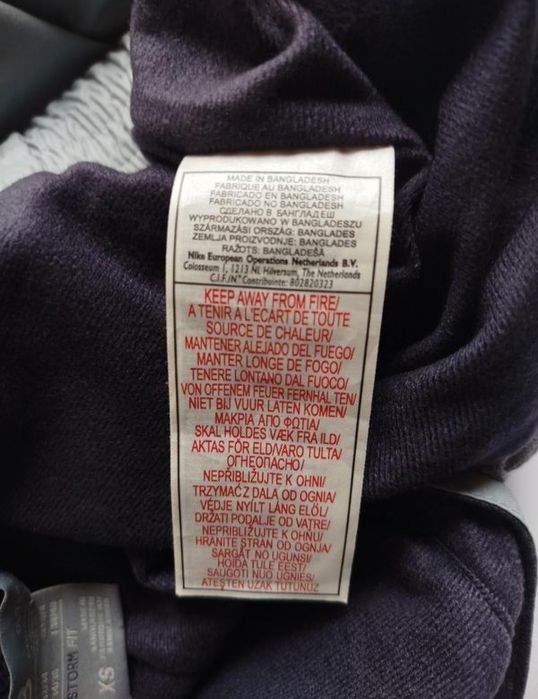 MADE IN BANGLADESH
FABRIQUE AU BANGLADESH
FABRICADO EN BANGLADESH
FABRICADO NO BANGLADESH
СДЕЛАНО В БАНГЛАДЕШ
WYPRODUKOWANO W BANGLADESZU
SZÁRMAZÁSI ORSZÁG: BANGLADES
ZEMLJA PROIZVODNJE: BANGLADES
RAŽOTS: BANGLADEŠĀ
Nike European Operations Netherlands B.V.
Colosseum 1, 1213 NL Hilversum, The Netherlands
C.I.F./N° Contribuinte: 802820323
KEEP AWAY FROM FIRE/
A TENIR A L'ECART DE TOUTE
SOURCE DE CHALEUR/
MANTENER ALEJADO DEL FUEGO/
MANTER LONGE DE FOGO/
TENERE LONTANO DAL FUOCO/
VON OFFENEM FEUER FERNHALTEN/
NIET BIJ VUUR LATEN KOMEN/
ΜΑΚΡΙΑ ΑΠΟ ΦΩΤΙΑ/
SKAL HOLDES VÆK FRA ILD/
AKTAS FÖR ELD/VARO TULTA/
ОГНЕОПАСНО/
NEPŘIBLIŽUJTE K OHNI/
TRZYMAĆ Z DALA OD OGNIA/
VÉDJE NYÍLT LÁNG ELŐL/
DRŽATI PODALJE OD VATRE/
NEPRIBLIŽUJTE K OHŇU/
HRANITE STRAN OD OGNJA/
SARGĀT NO UGUNS/
HOIDA TULE EEST/
SAUGOTI NUO UGNIES/
ATEŞTEN UZAK TUTUNUZ
STORM FIT
XS